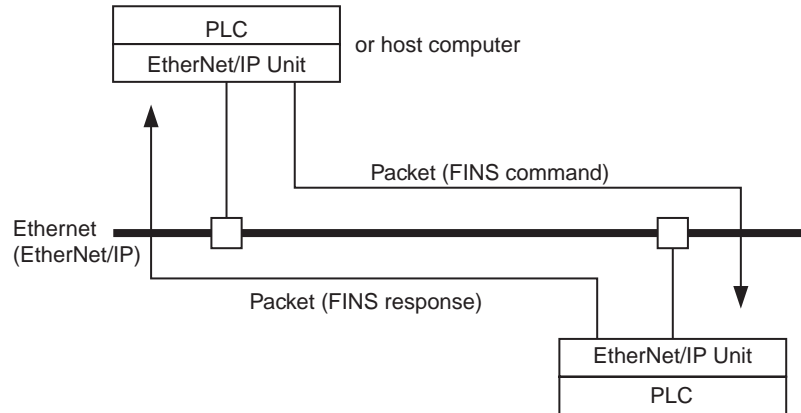 PLC
EtherNet/IP Unit
or host computer
Packet (FINS command)
Ethernet
(EtherNet/IP)
Packet (FINS response)
EtherNet/IP Unit
PLC